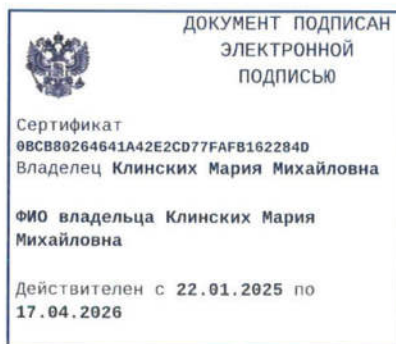 ДОКУМЕНТ ПОДПИСАН
ЭЛЕКТРОННОЙ
ПОДПИСЬЮ
Сертификат
0BCB80264641A42E2CD77FAFB162284D
Владелец Клинских Мария Михайловна
ФИО владельца Клинских Мария
Михайловна
Действителен с 22.01.2025 по
17.04.2026